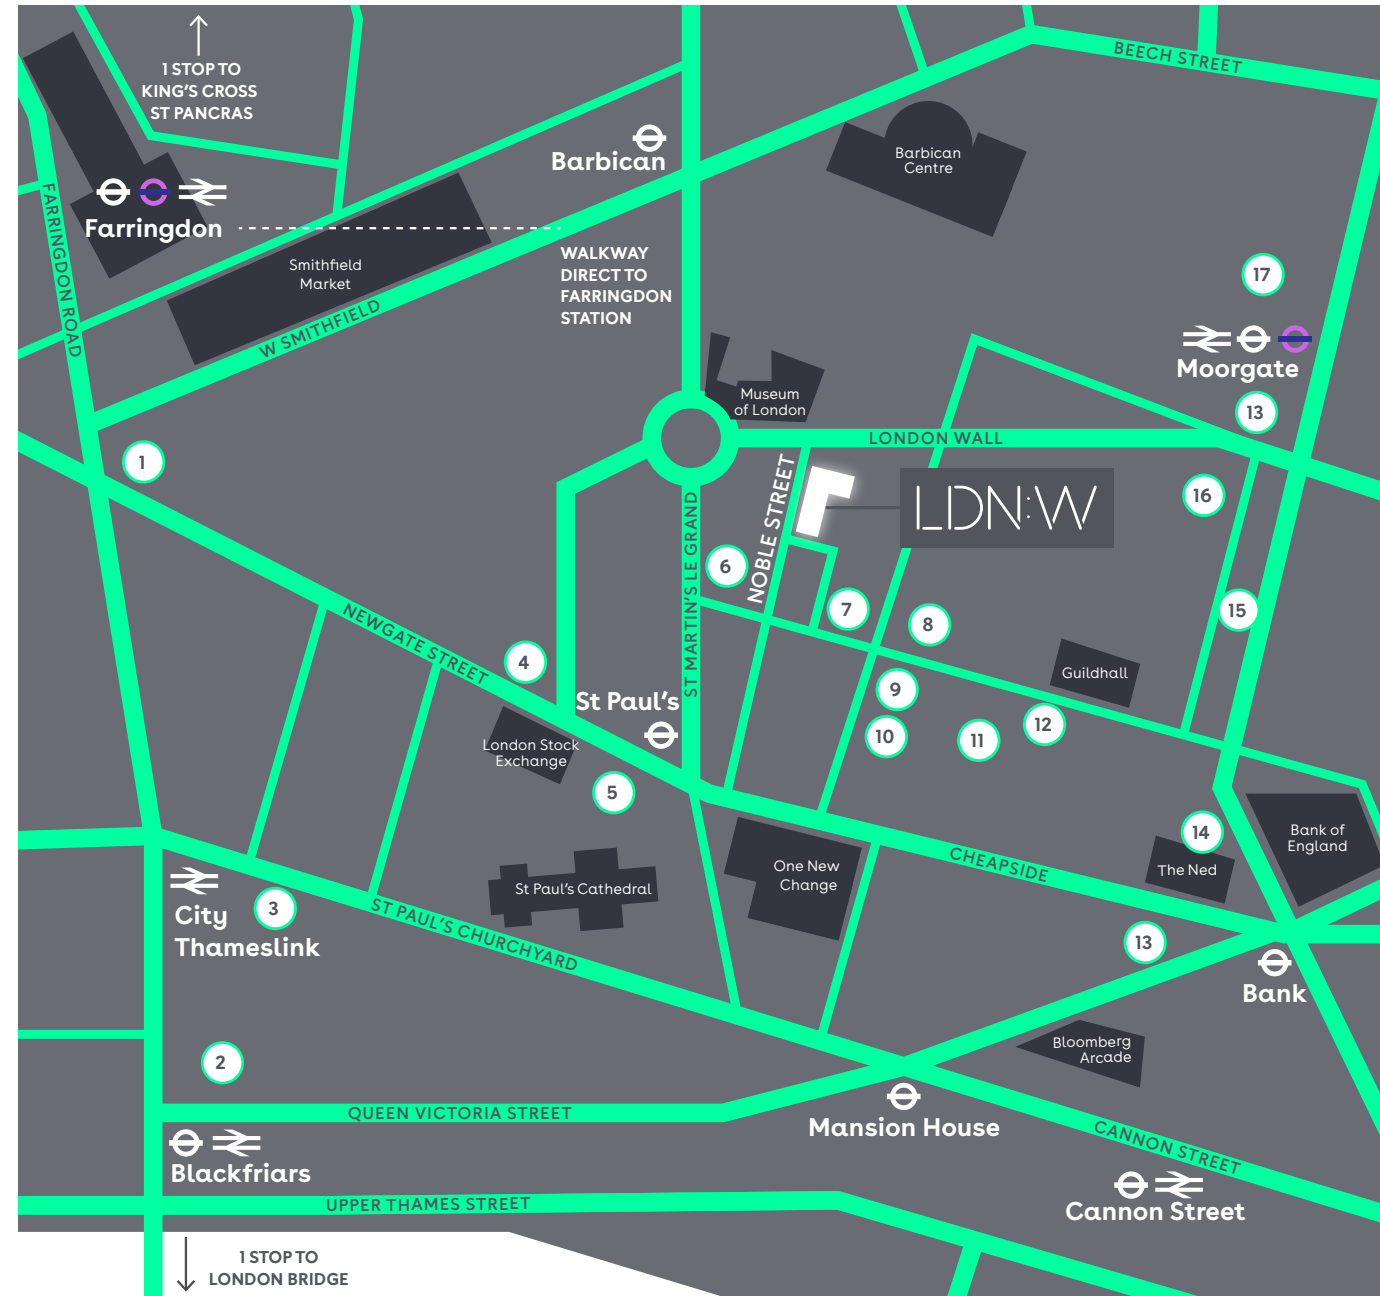 1 STOP TO
KING'S CROSS
ST PANCRAS
BEECH STREET
Barbican
Barbican
Centre
FARRINGDON ROAD
Farringdon
Smithfield
Market
WALKWAY
DIRECT TO
FARRINGDON
STATION
W SMITHFIELD
17
Moorgate
13
Museum
of London
LONDON WALL
1
NOBLE STREET
LDN:W
16
ST MARTIN'S LE GRAND
6
7
8
15
NEWGATE STREET
4
St Paul's
Guildhall
9
10
11
12
London Stock
Exchange
5
14
Bank of
England
The Ned
One New
Change
CHEAPSIDE
St Paul's Cathedral
City
Thameslink
3
ST PAUL'S CHURCHYARD
13
Bank
Bloomberg
Arcade
2
QUEEN VICTORIA STREET
Mansion House
CANNON STREET
Blackfriars
Cannon Street
UPPER THAMES STREET
1 STOP TO
LONDON BRIDGE